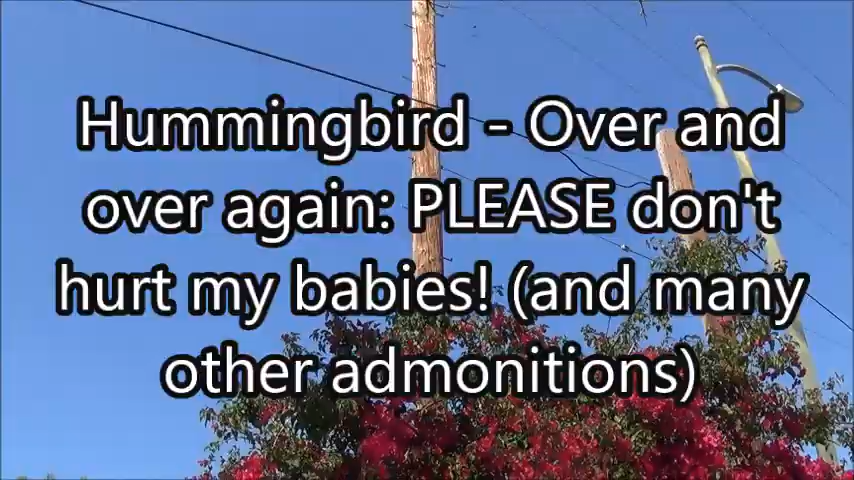 Hummingbird - Over and
over again: PLEASE don't
hurt my babies! (and many
other admonitions)